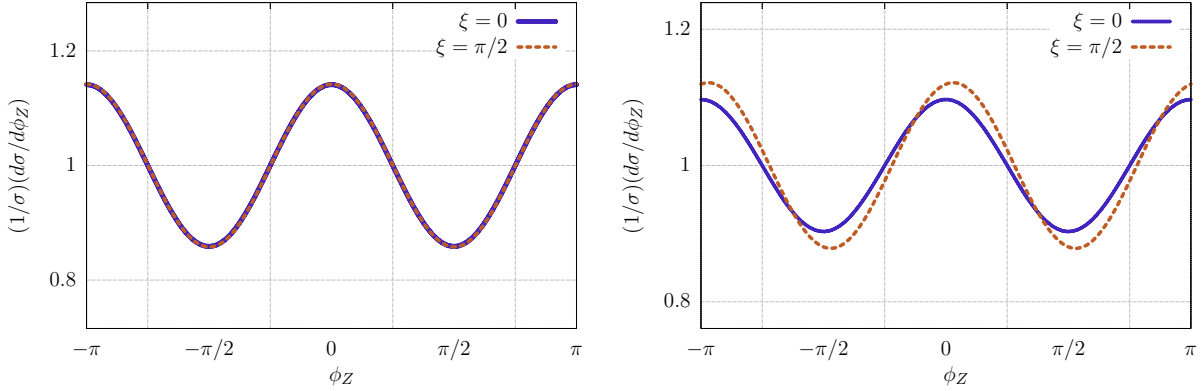 ξ = 0
ξ = π/2
1.2
1
0.8
(1/σ)(dσ/dϕ_Z)
−π
−π/2
0
π/2
π
ϕ_Z
ξ = 0
ξ = π/2
1.2
1
0.8
(1/σ)(dσ/dϕ_Z)
−π
−π/2
0
π/2
π
ϕ_Z